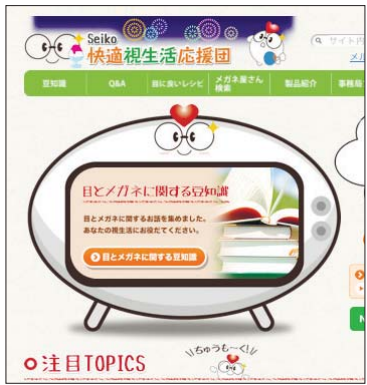 Seiko
快適視生活応援団
サイト内
メル
豆知識
Q&A
目に良いレシピ
メガネ屋さん
検索
製品紹介
事務局
目とメガネに関する豆知識
目とメガネに関するお話を集めました。
あなたの視生活にお役だてください。
目とメガネに関する豆知識
N
注目TOPICS
ちゅうもーく!